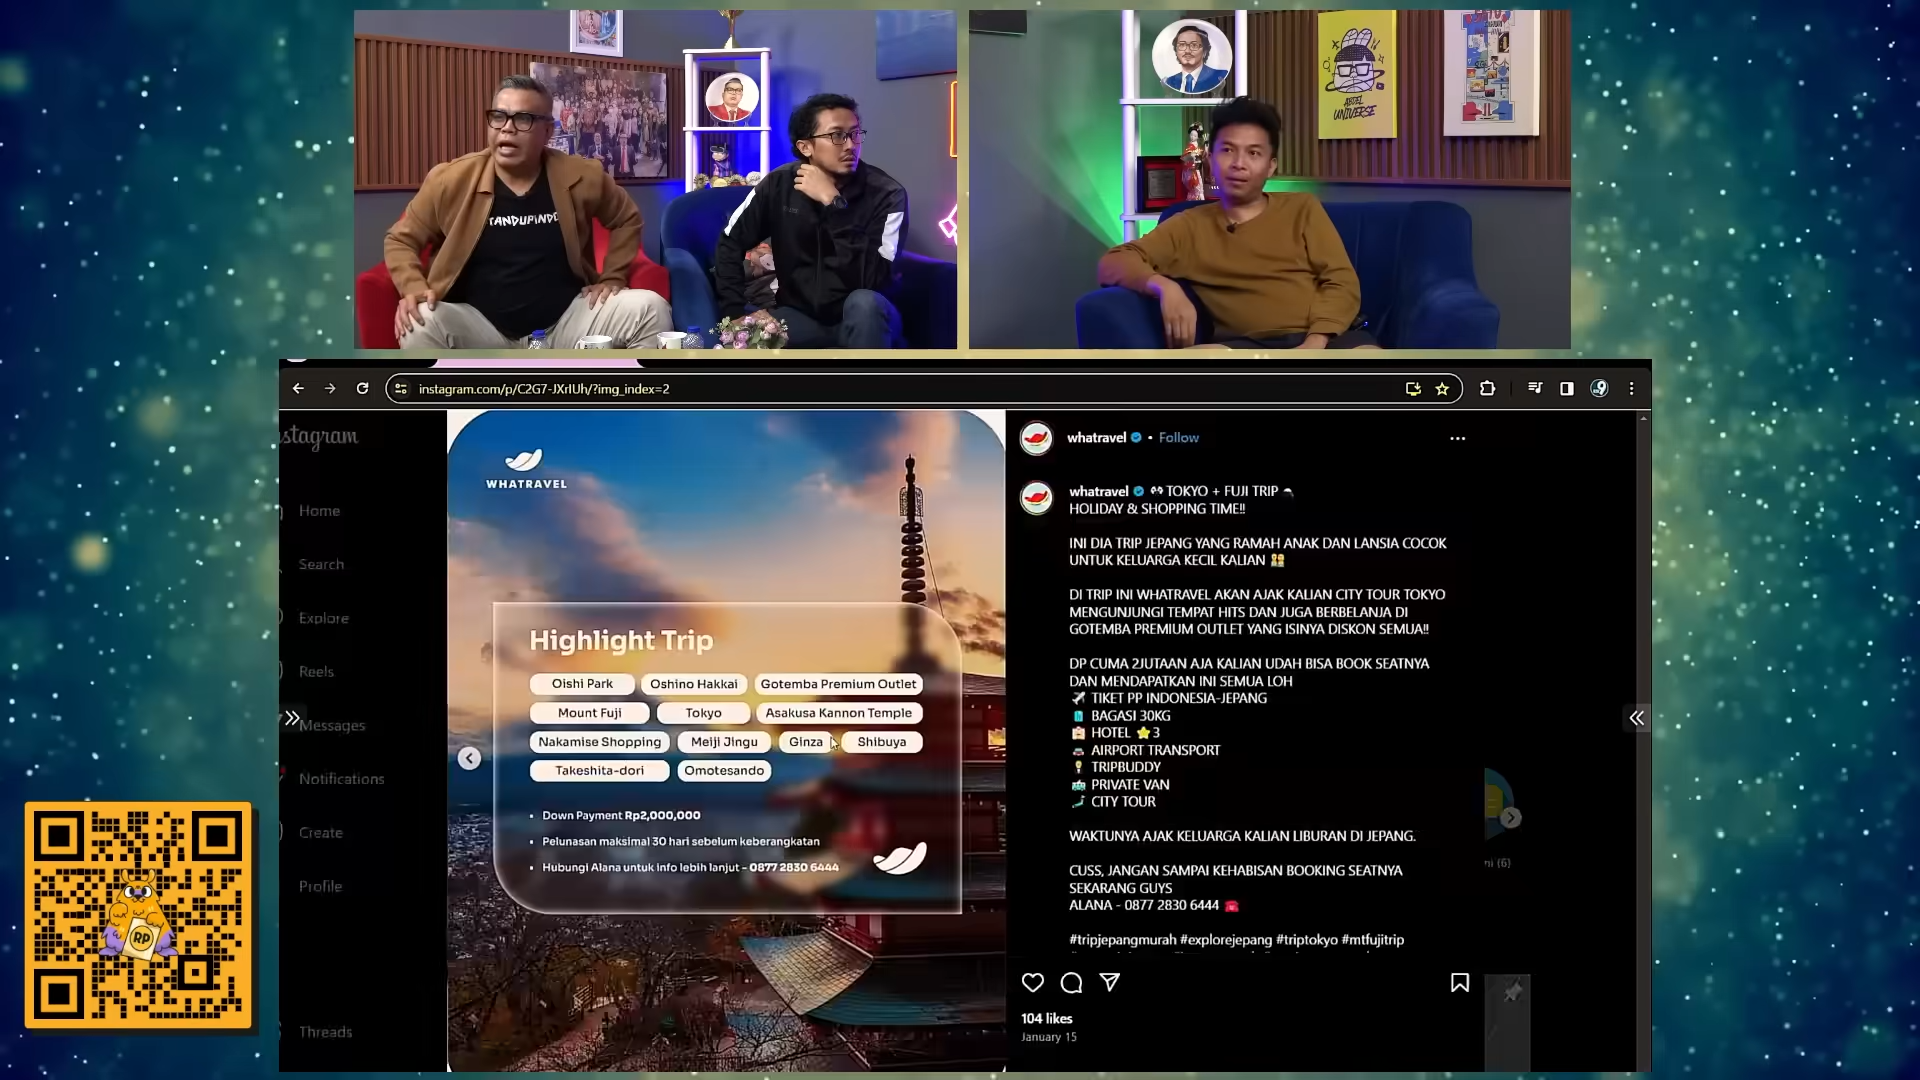 ABDEL
UNIVERSE
TANDUPINDO
instagram.com/p/C2G7-JXrIUh/?img_index=2
stagram
Home
Search
Explore
Reels
Messages
Notifications
Create
Profile
Threads
WHATRAVEL
Highlight Trip
Oishi Park
Oshino Hakkai
Gotemba Premium Outlet
Mount Fuji
Tokyo
Asakusa Kannon Temple
Nakamise Shopping
Meiji Jingu
Ginza
Shibuya
Takeshita-dori
Omotesando
• Down Payment Rp2,000,000
• Pelunasan maksimal 30 hari sebelum keberangkatan
• Hubungi Alana untuk info lebih lanjut - 0877 2830 6444
whatravel • Follow
whatravel TOKYO + FUJI TRIP
HOLIDAY & SHOPPING TIME!!
INI DIA TRIP JEPANG YANG RAMAH ANAK DAN LANSIA COCOK
UNTUK KELUARGA KECIL KALIAN
DI TRIP INI WHATRAVEL AKAN AJAK KALIAN CITY TOUR TOKYO
MENGUNJUNGI TEMPAT HITS DAN JUGA BERBELANJA DI
GOTEMBA PREMIUM OUTLET YANG ISINYA DISKON SEMUA!!
DP CUMA 2JUTAAN AJA KALIAN UDAH BISA BOOK SEATNYA
DAN MENDAPATKAN INI SEMUA LOH
TIKET PP INDONESIA-JEPANG
BAGASI 30KG
HOTEL ⭐3
AIRPORT TRANSPORT
TRIPBUDDY
PRIVATE VAN
CITY TOUR
WAKTUNYA AJAK KELUARGA KALIAN LIBURAN DI JEPANG.
CUSS, JANGAN SAMPAI KEHABISAN BOOKING SEATNYA
SEKARANG GUYS
ALANA - 0877 2830 6444
#tripjepangmurah #explorejepang #triptokyo #mtfujitrip
104 likes
January 15
ni (6)
RP